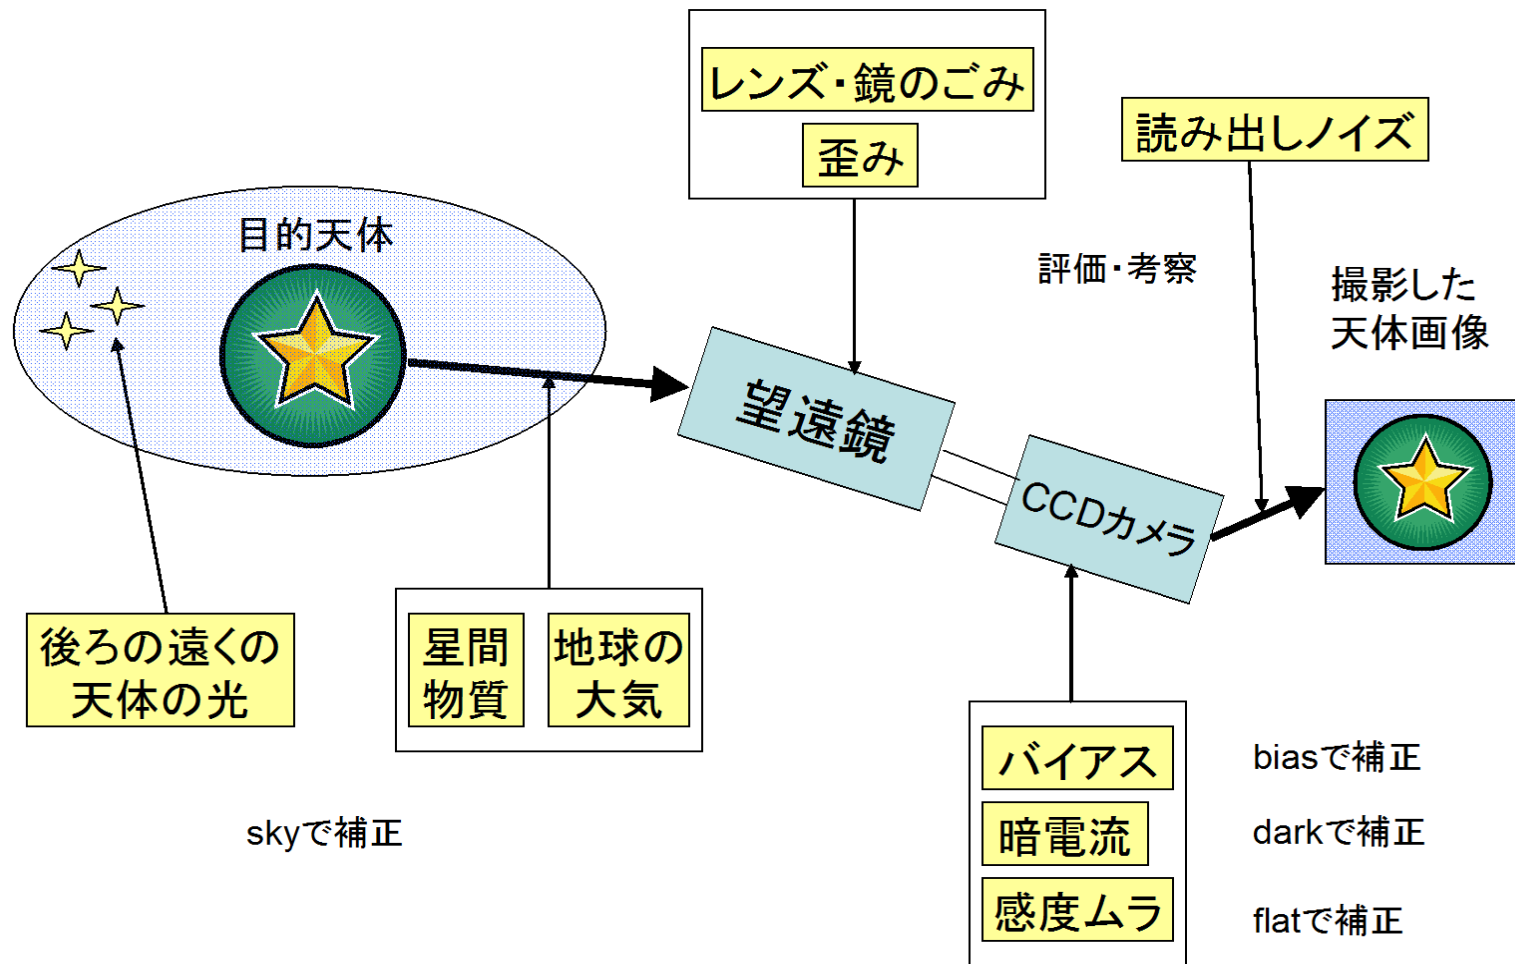 レンズ・鏡のごみ
歪み
読み出しノイズ
目的天体
評価・考察
撮影した
天体画像
望遠鏡
CCDカメラ
後ろの遠くの
天体の光
星間
物質
地球の
大気
skyで補正
バイアス
biasで補正
暗電流
darkで補正
感度ムラ
flatで補正